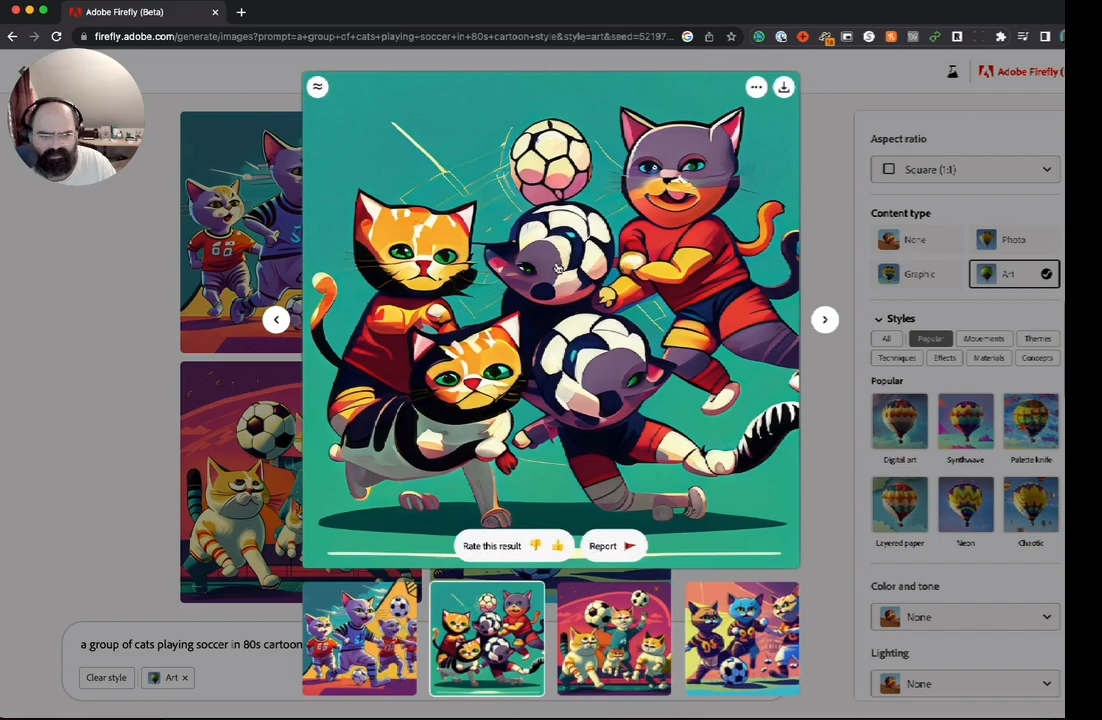 Adobe Firefly (Beta)
firefly.adobe.com/generate/images?prompt=a+group+of+cats+playing+soccer+in+80s+cartoon+style&style=art&seed=52197...
18
Adobe Firefly (
Aspect ratio
Square (1:1)
Content type
None
Photo
Graphic
Art
Styles
All
Popular
Movements
Themes
Techniques
Effects
Materials
Concepts
Popular
Digital art
Synthwave
Palette knife
Layered paper
Neon
Chaotic
Color and tone
None
Lighting
None
Rate this result
Report
a group of cats playing soccer in 80s cartoon
Clear style
Art